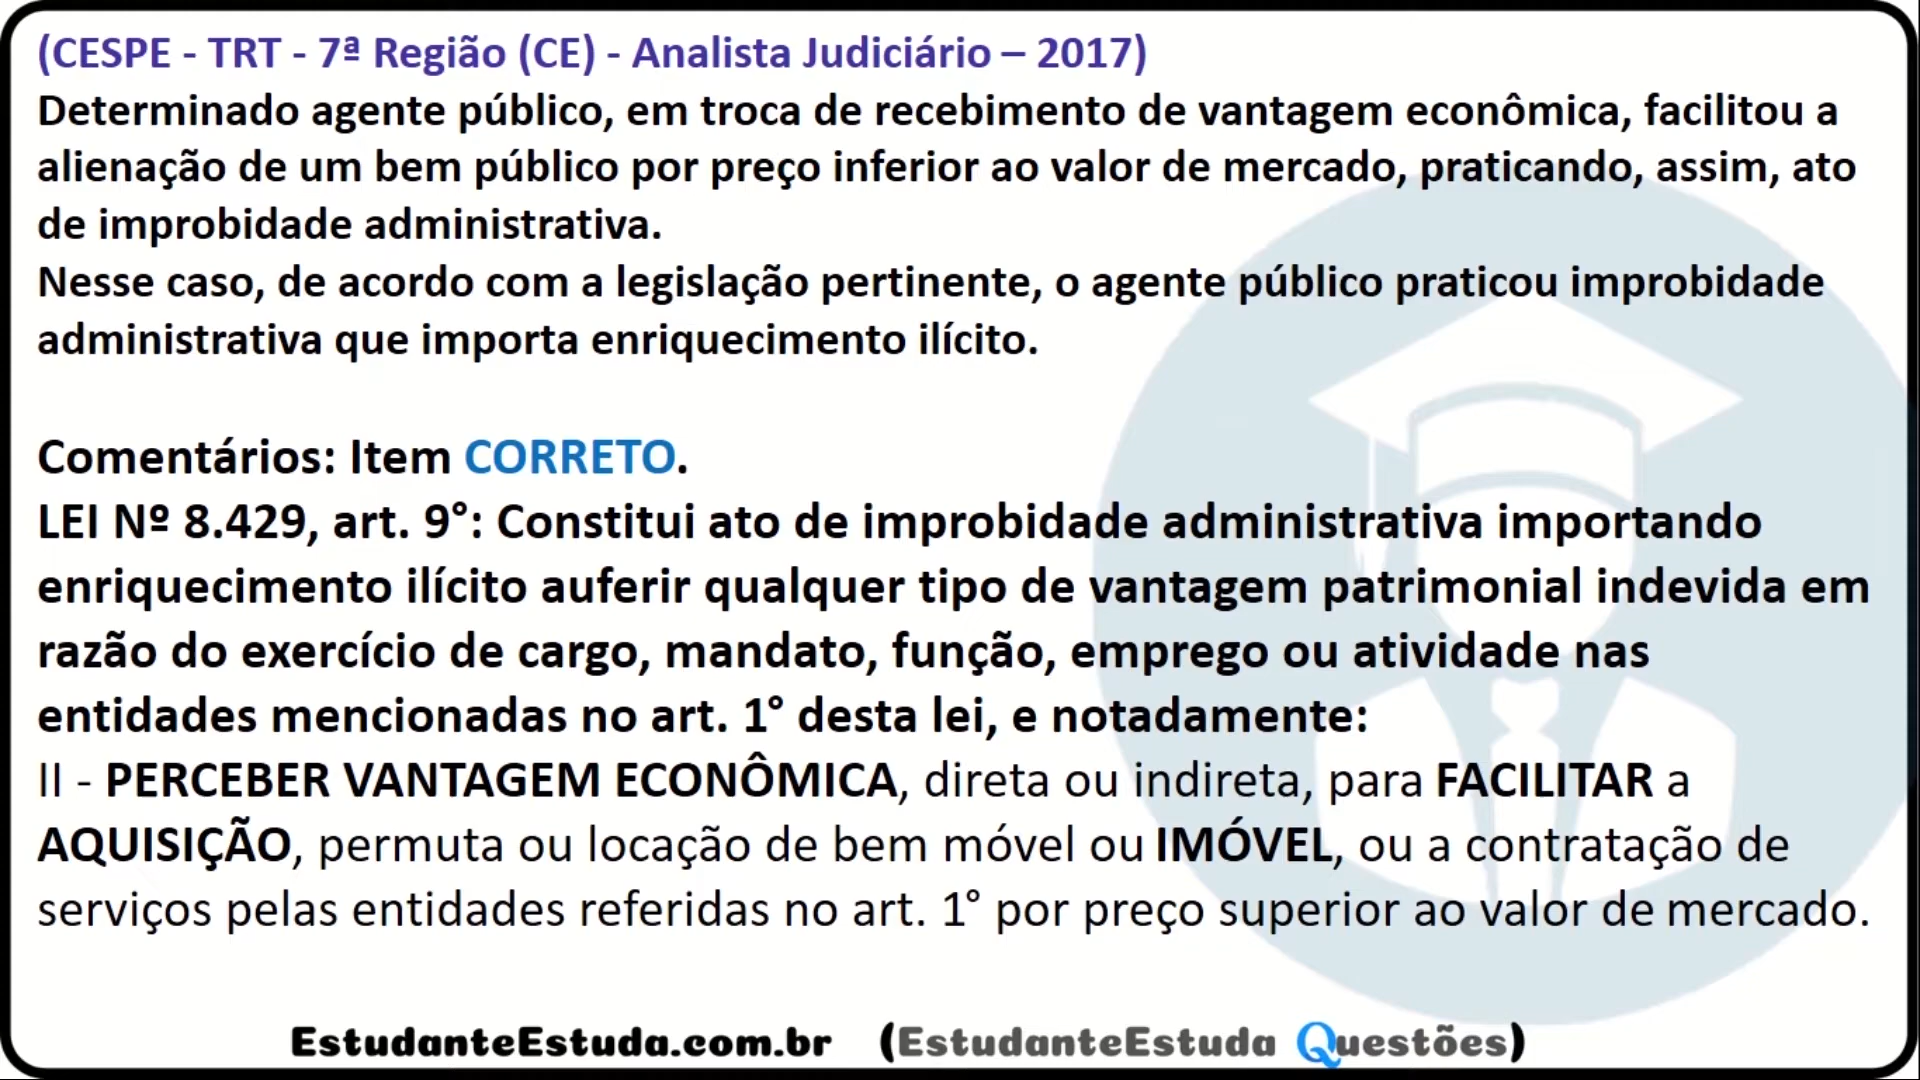 (CESPE - TRT - 7ª Região (CE) - Analista Judiciário – 2017)
Determinado agente público, em troca de recebimento de vantagem econômica, facilitou a
alienação de um bem público por preço inferior ao valor de mercado, praticando, assim, ato
de improbidade administrativa.
Nesse caso, de acordo com a legislação pertinente, o agente público praticou improbidade
administrativa que importa enriquecimento ilícito.
Comentários: Item CORRETO.
LEI Nº 8.429, art. 9°: Constitui ato de improbidade administrativa importando
enriquecimento ilícito auferir qualquer tipo de vantagem patrimonial indevida em
razão do exercício de cargo, mandato, função, emprego ou atividade nas
entidades mencionadas no art. 1° desta lei, e notadamente:
II - PERCEBER VANTAGEM ECONÔMICA, direta ou indireta, para FACILITAR a
AQUISIÇÃO, permuta ou locação de bem móvel ou IMÓVEL, ou a contratação de
serviços pelas entidades referidas no art. 1° por preço superior ao valor de mercado.
EstudanteEstuda.com.br (EstudanteEstuda Questões)